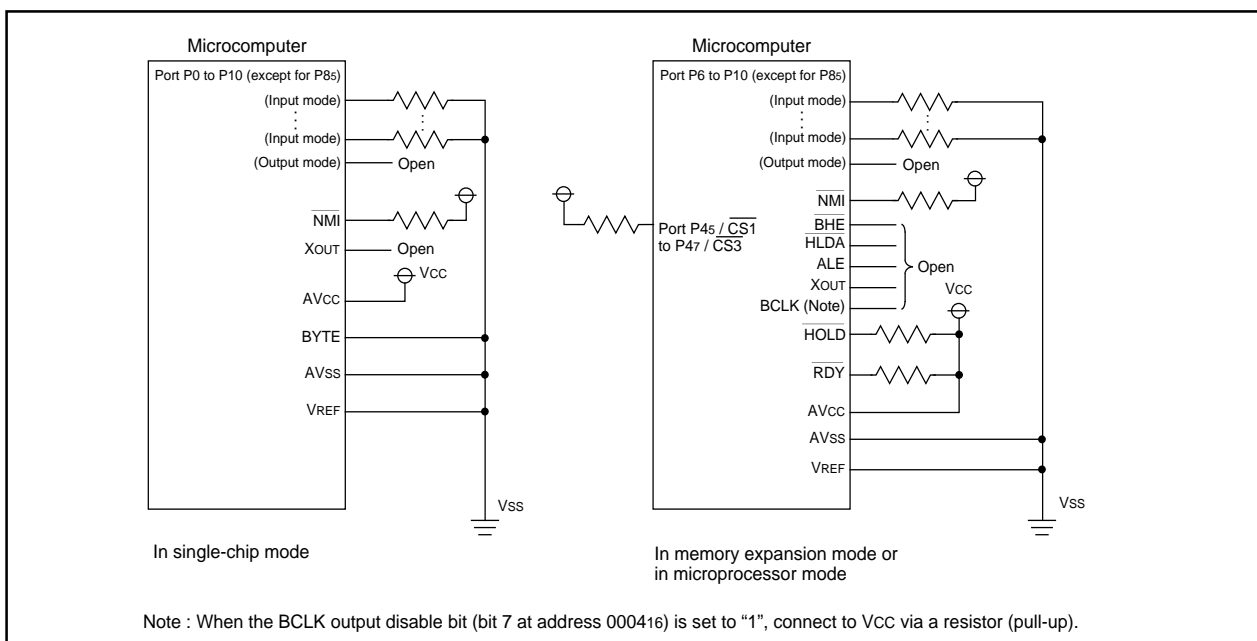 Microcomputer
Port P0 to P10 (except for P85)
(Input mode)
(Input mode)
(Output mode)
Open
NMI
XOUT
Open
VCC
AVCC
BYTE
AVSS
VREF
VSS
In single-chip mode
Microcomputer
Port P6 to P10 (except for P85)
(Input mode)
(Input mode)
(Output mode)
Open
NMI
Port P45 / CS1
to P47 / CS3
BHE
HLDA
ALE
XOUT
BCLK (Note)
Open
VCC
HOLD
RDY
AVCC
AVSS
VREF
VSS
In memory expansion mode or
in microprocessor mode
Note : When the BCLK output disable bit (bit 7 at address 000416) is set to “1”, connect to VCC via a resistor (pull-up).